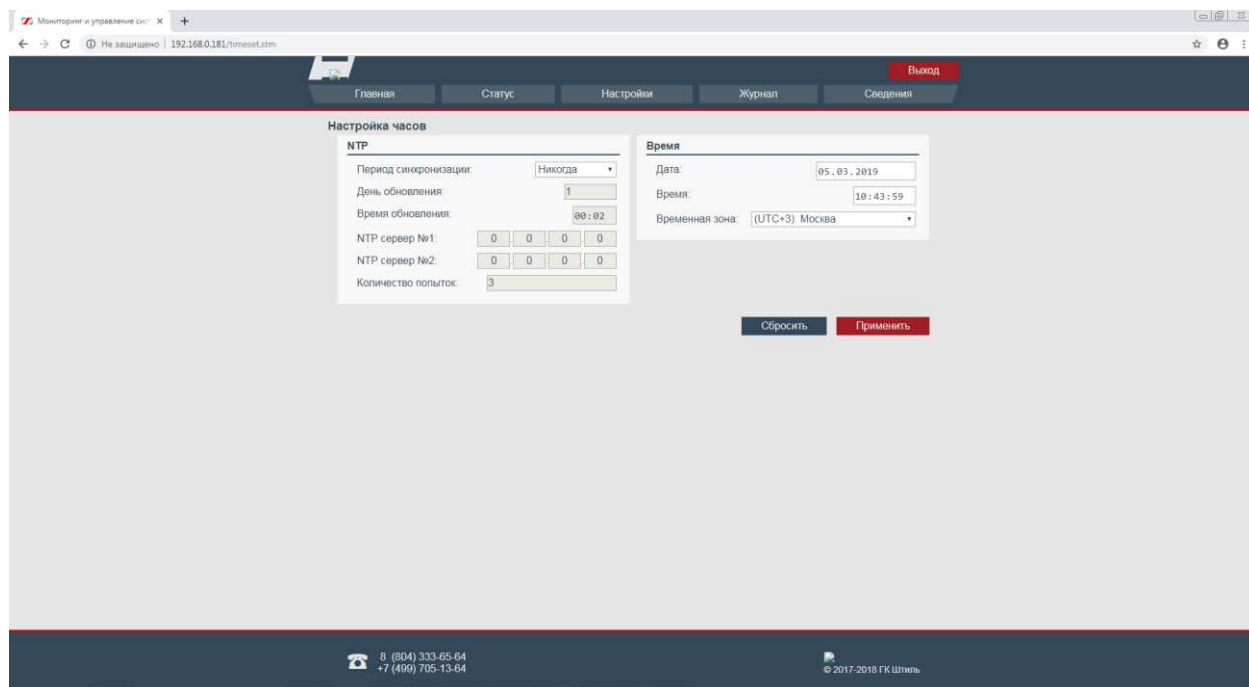 Мониторинг и управление сис
Не защищено | 192.168.0.181/timeset.stm
Выход
Главная Статус Настройки Журнал Сведения
Настройка часов
NTP
Период синхронизации: Никогда
День обновления: 1
Время обновления: 00:02
NTP сервер №1: 0 . 0 . 0 . 0
NTP сервер №2: 0 . 0 . 0 . 0
Количество попыток: 3
Время
Дата: 05.03.2019
Время: 10:43:59
Временная зона: (UTC+3): Москва
Сбросить Применить
8 (804) 333-65-64
+7 (499) 705-13-64
© 2017-2018 ГК Штиль